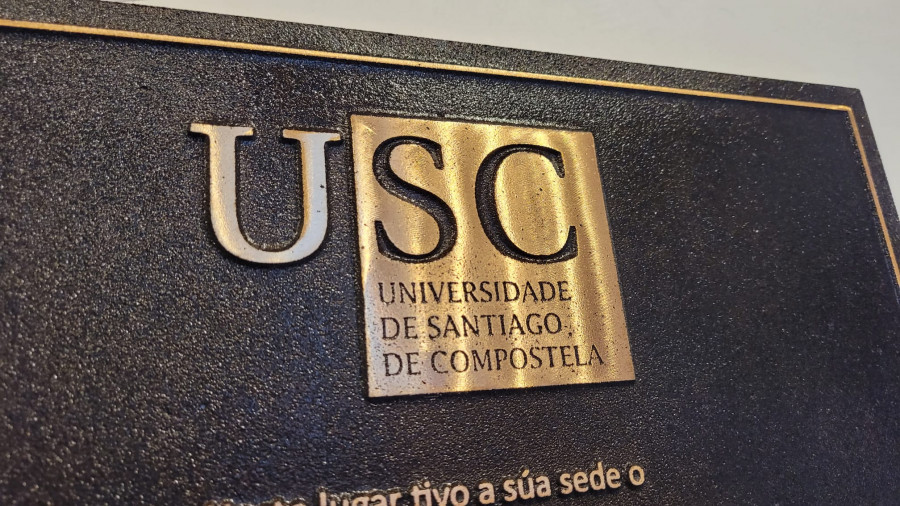 USC
UNIVERSIDADE
DE SANTIAGO
DE COMPOSTELA
lugar tivo a súa sede o